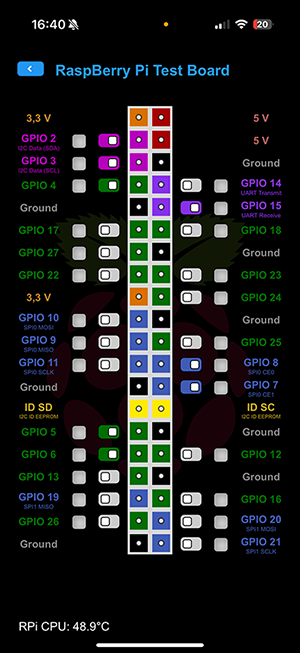 16:40
20
RaspBerry Pi Test Board
3,3 V 5 V
GPIO 2 5 V
I2C Data (SDA)
GPIO 3 Ground
I2C Data (SCL)
GPIO 4 GPIO 14
UART Transmit
Ground GPIO 15
UART Receive
GPIO 17 GPIO 18
GPIO 27 Ground
GPIO 22 GPIO 23
3,3 V GPIO 24
GPIO 10 Ground
SPI0 MOSI
GPIO 9 GPIO 25
SPI0 MISO
GPIO 11 GPIO 8
SPI0 SCLK SPI0 CE0
Ground GPIO 7
SPI0 CE1
ID SD ID SC
I2C ID EEPROM I2C ID EEPROM
GPIO 5 Ground
GPIO 6 GPIO 12
GPIO 13 Ground
GPIO 19 GPIO 16
SPI1 MISO
GPIO 26 GPIO 20
SPI1 MOSI
Ground GPIO 21
SPI1 SCLK
RPi CPU: 48.9°C